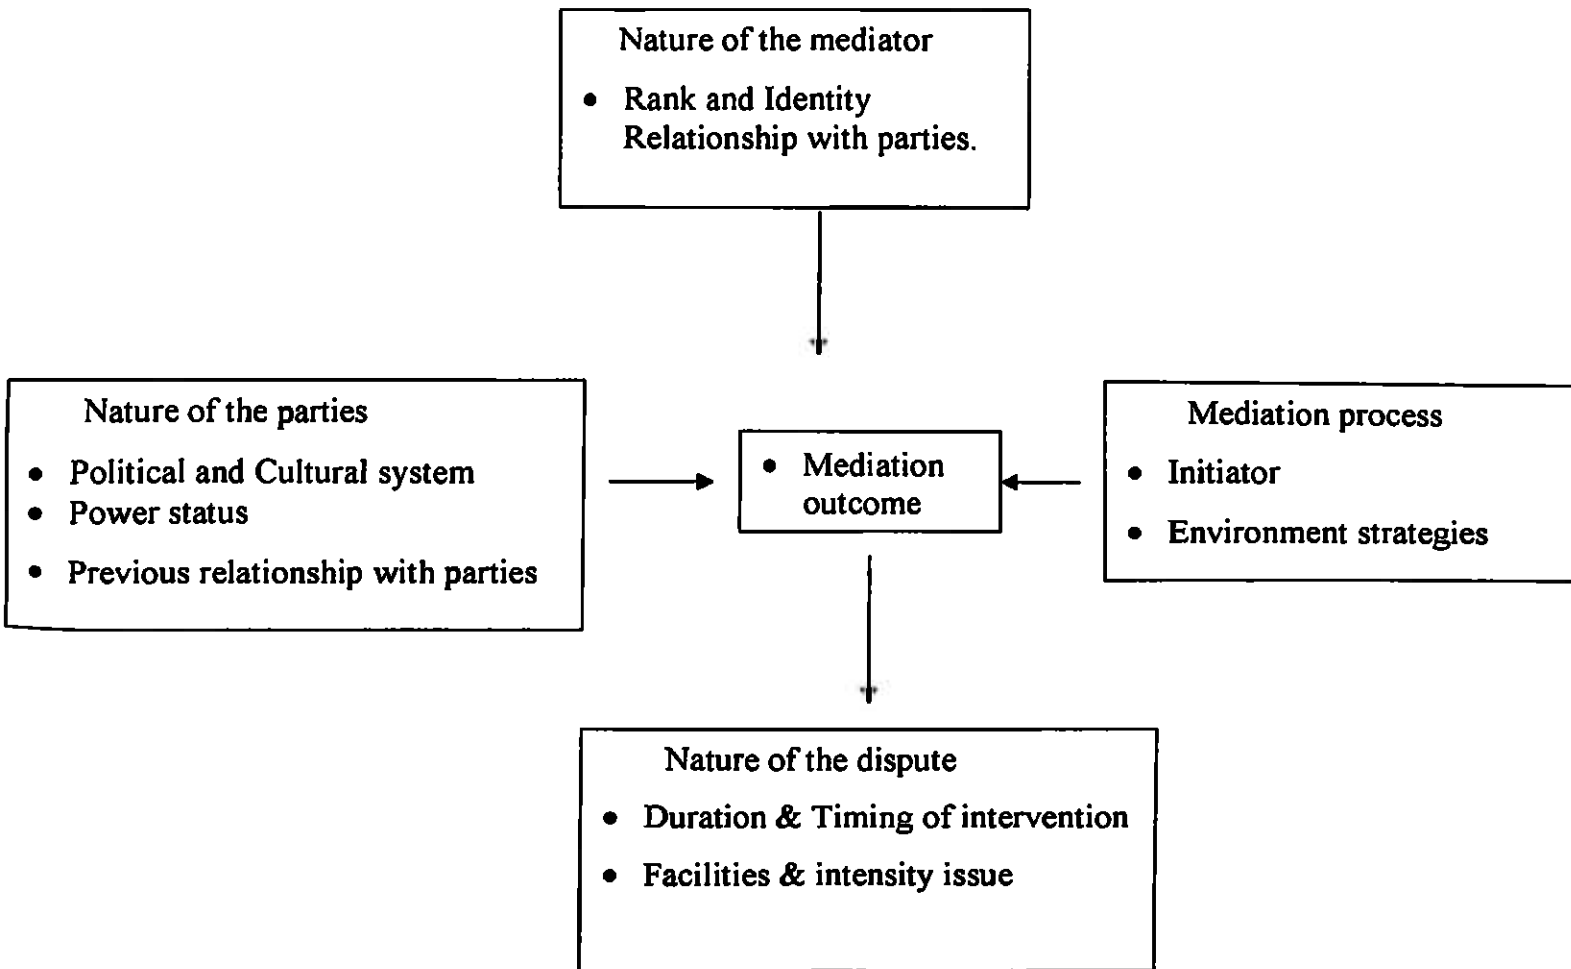 Nature of the mediator
• Rank and Identity
Relationship with parties.
Nature of the parties
• Political and Cultural system
• Power status
• Previous relationship with parties
• Mediation
outcome
Mediation process
• Initiator
• Environment strategies
Nature of the dispute
• Duration & Timing of intervention
• Facilities & intensity issue